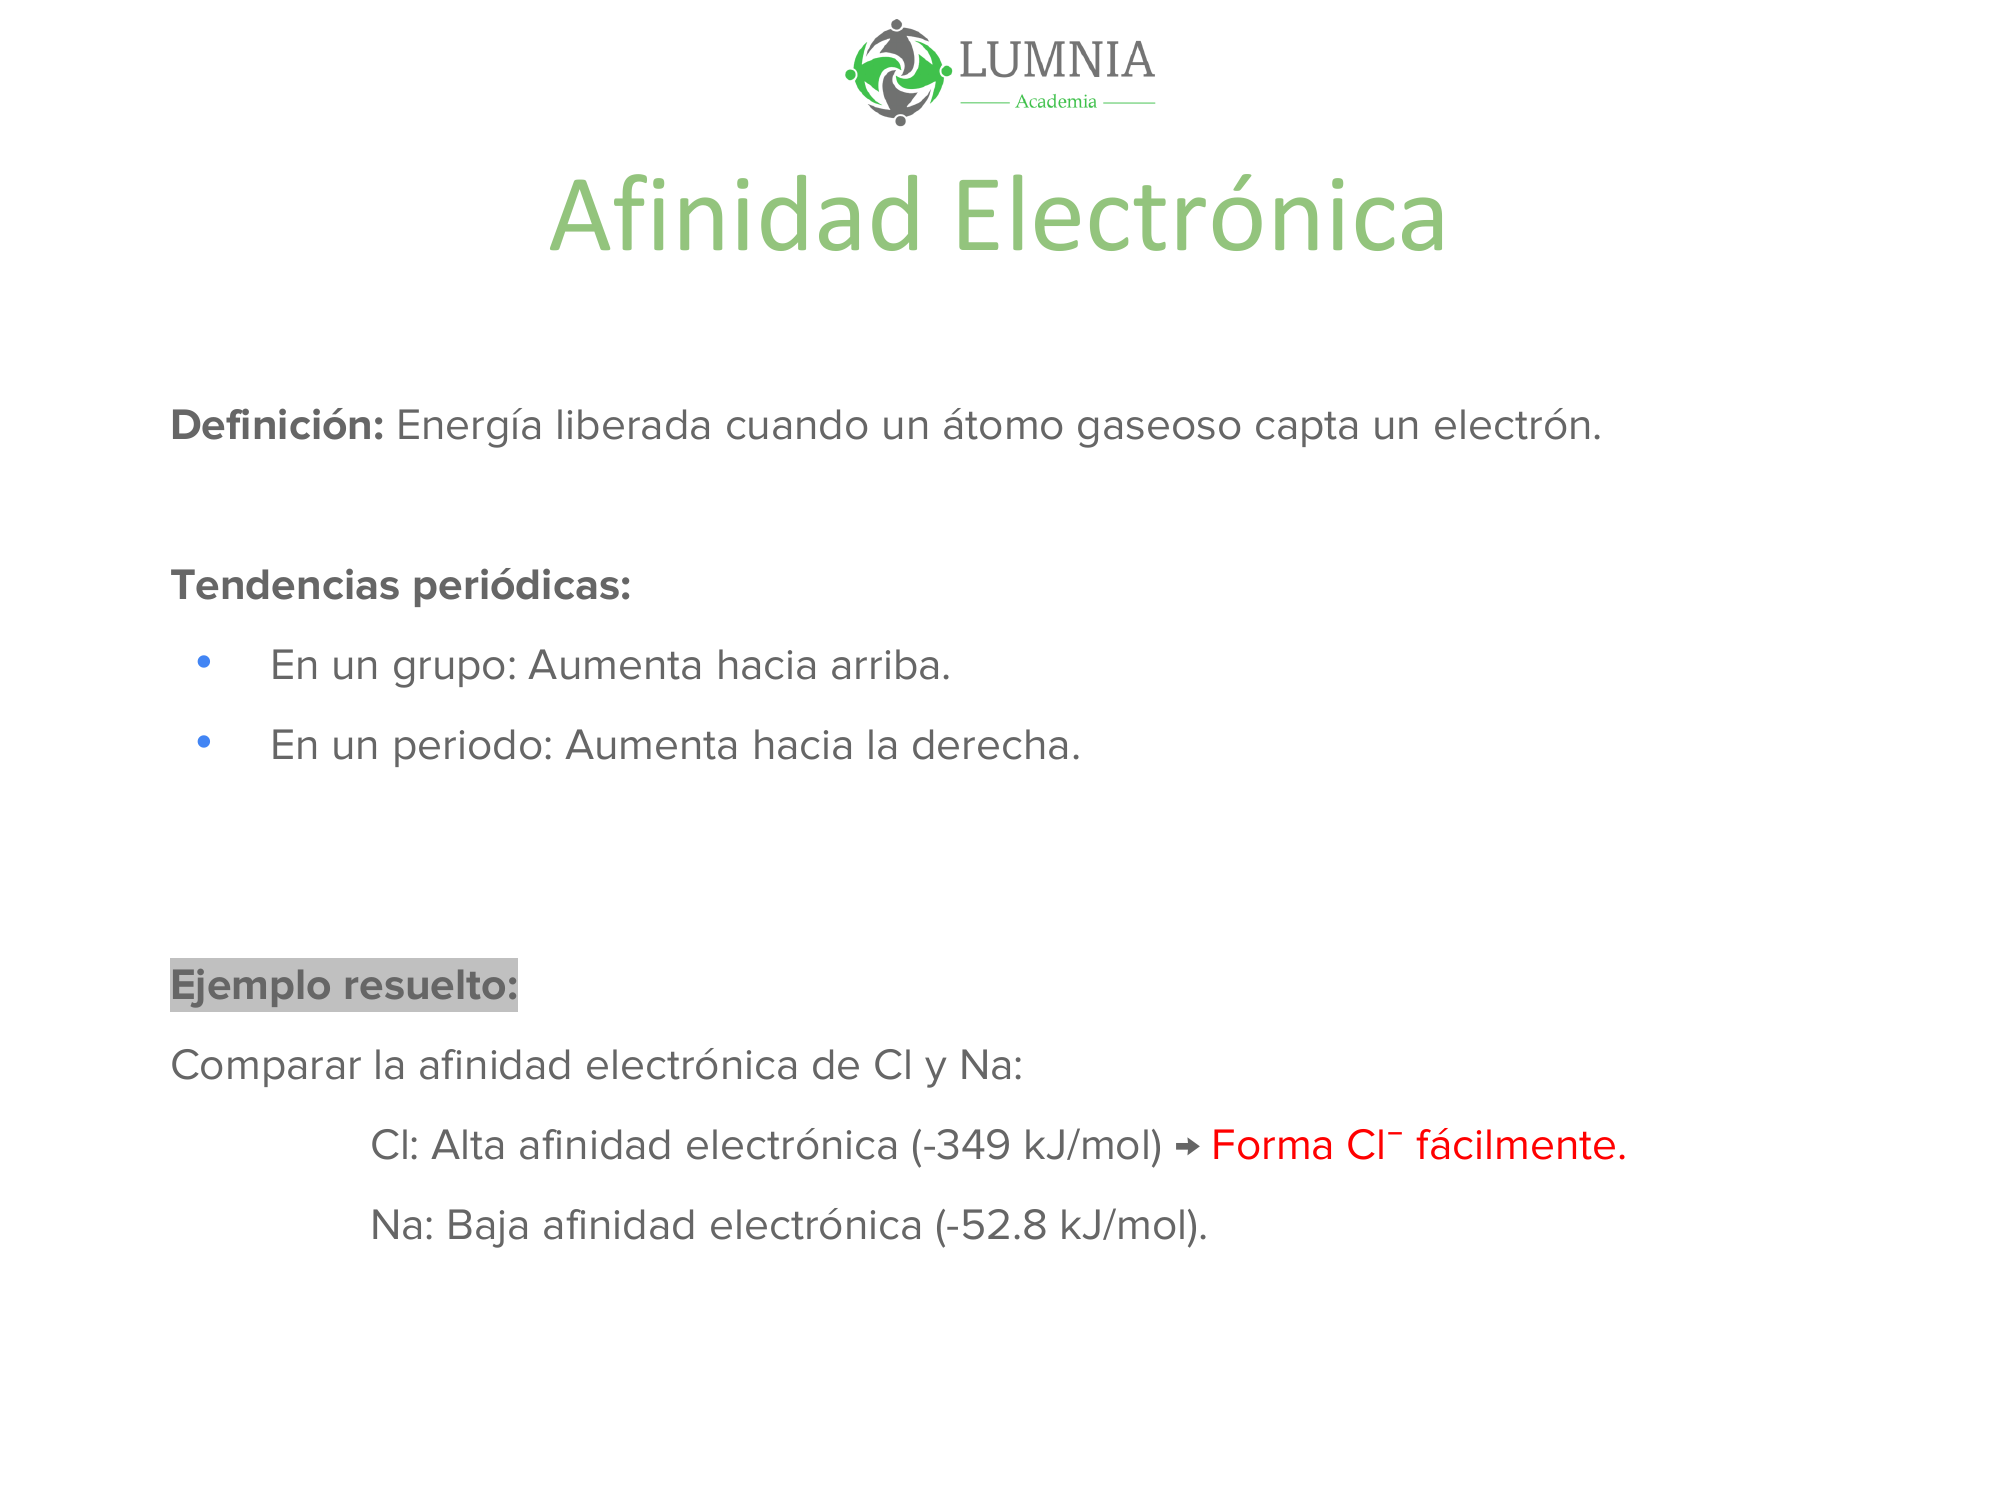 LUMNIA
Academia
Afinidad Electrónica
Definición: Energía liberada cuando un átomo gaseoso capta un electrón.
Tendencias periódicas:
• En un grupo: Aumenta hacia arriba.
• En un periodo: Aumenta hacia la derecha.
Ejemplo resuelto:
Comparar la afinidad electrónica de Cl y Na:
Cl: Alta afinidad electrónica (-349 kJ/mol) → Forma Cl⁻ fácilmente.
Na: Baja afinidad electrónica (-52.8 kJ/mol).